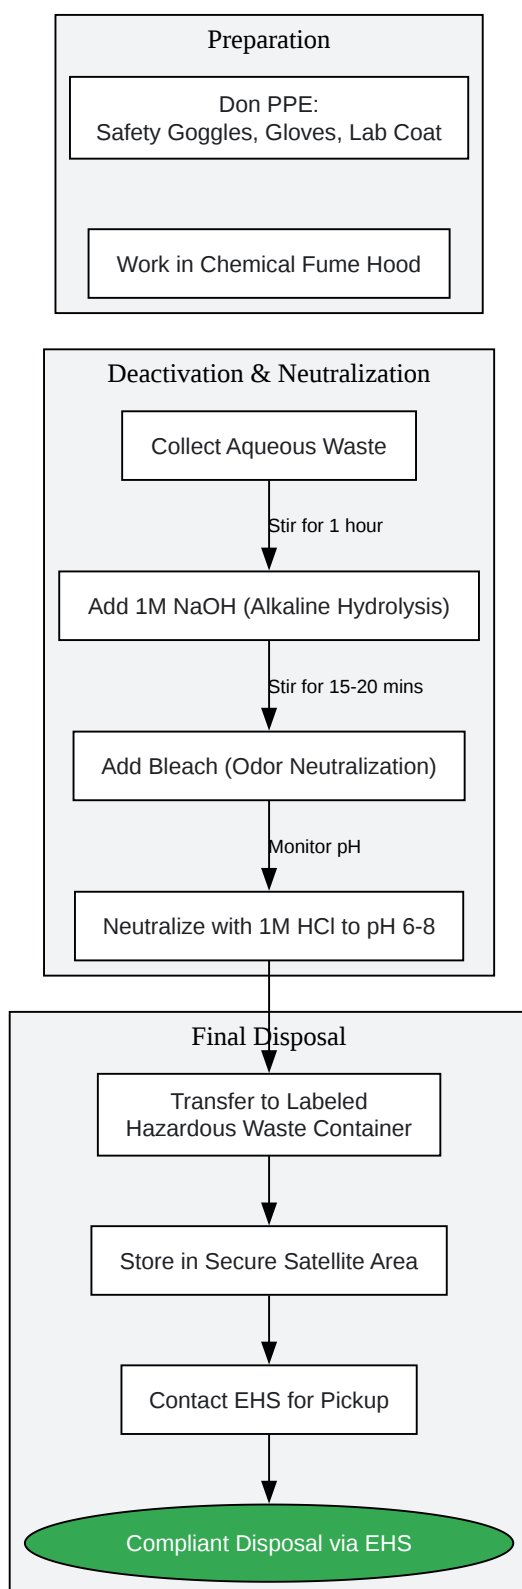 Preparation
Don PPE:
Safety Goggles, Gloves, Lab Coat
Work in Chemical Fume Hood
Deactivation & Neutralization
Collect Aqueous Waste
Stir for 1 hour
Add 1M NaOH (Alkaline Hydrolysis)
Stir for 15-20 mins
Add Bleach (Odor Neutralization)
Monitor pH
Neutralize with 1M HCl to pH 6-8
Final Disposal
Transfer to Labeled
Hazardous Waste Container
Store in Secure Satellite Area
Contact EHS for Pickup
Compliant Disposal via EHS